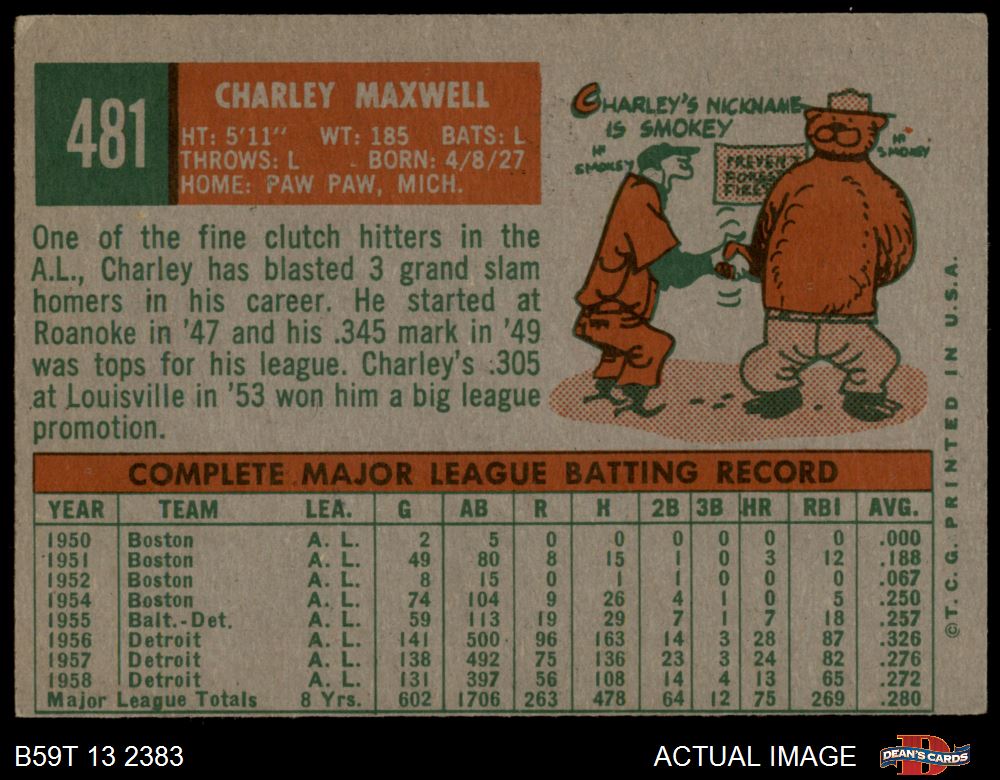 481
CHARLEY MAXWELL
HT: 5'11" WT: 185 BATS: L
THROWS: L BORN: 4/8/27
HOME: PAW PAW, MICH.
CHARLEY'S NICKNAME
IS SMOKEY
HI SMOKEY
HI SMOKEY
PREVENT
FOREST
FIRES
One of the fine clutch hitters in the
A.L., Charley has blasted 3 grand slam
homers in his career. He started at
Roanoke in '47 and his .345 mark in '49
was tops for his league. Charley's .305
at Louisville in '53 won him a big league
promotion.
COMPLETE MAJOR LEAGUE BATTING RECORD
YEAR TEAM LEA. G AB R H 2B 3B HR RBI AVG.
1950 Boston A. L. 2 5 0 0 0 0 0 0 .000
1951 Boston A. L. 49 80 8 15 1 0 3 12 .188
1952 Boston A. L. 8 15 0 1 1 0 0 0 .067
1954 Boston A. L. 74 104 9 26 4 1 0 5 .250
1955 Balt.-Det. A. L. 59 113 19 29 7 1 7 18 .257
1956 Detroit A. L. 141 500 96 163 14 3 28 87 .326
1957 Detroit A. L. 138 492 75 136 23 3 24 82 .276
1958 Detroit A. L. 131 397 56 108 14 4 13 65 .272
Major League Totals 8 Yrs. 602 1706 263 478 64 12 75 269 .280
©T.C.G. PRINTED IN U.S.A.
B59T 13 2383
ACTUAL IMAGE
DEAN'S CARDS